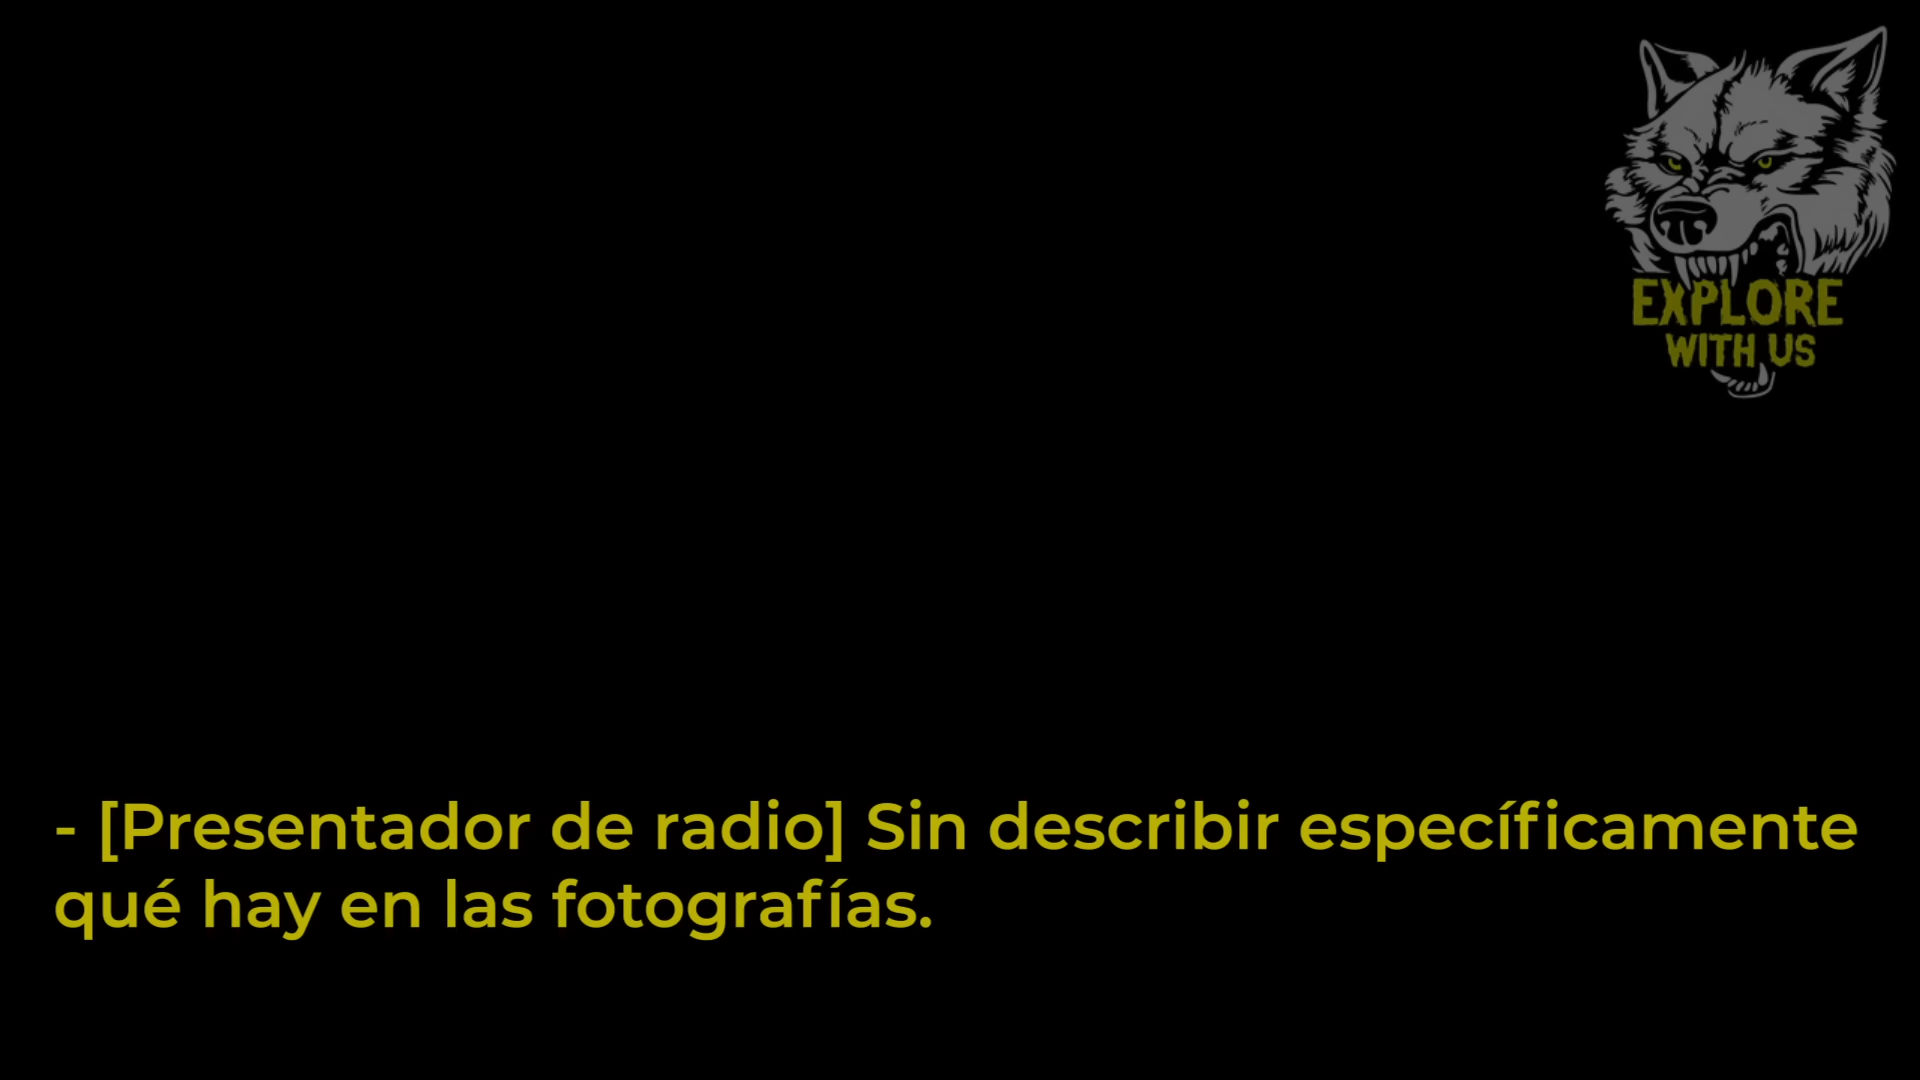 EXPLORE
WITH US
- [Presentador de radio] Sin describir específicamente
qué hay en las fotografías.